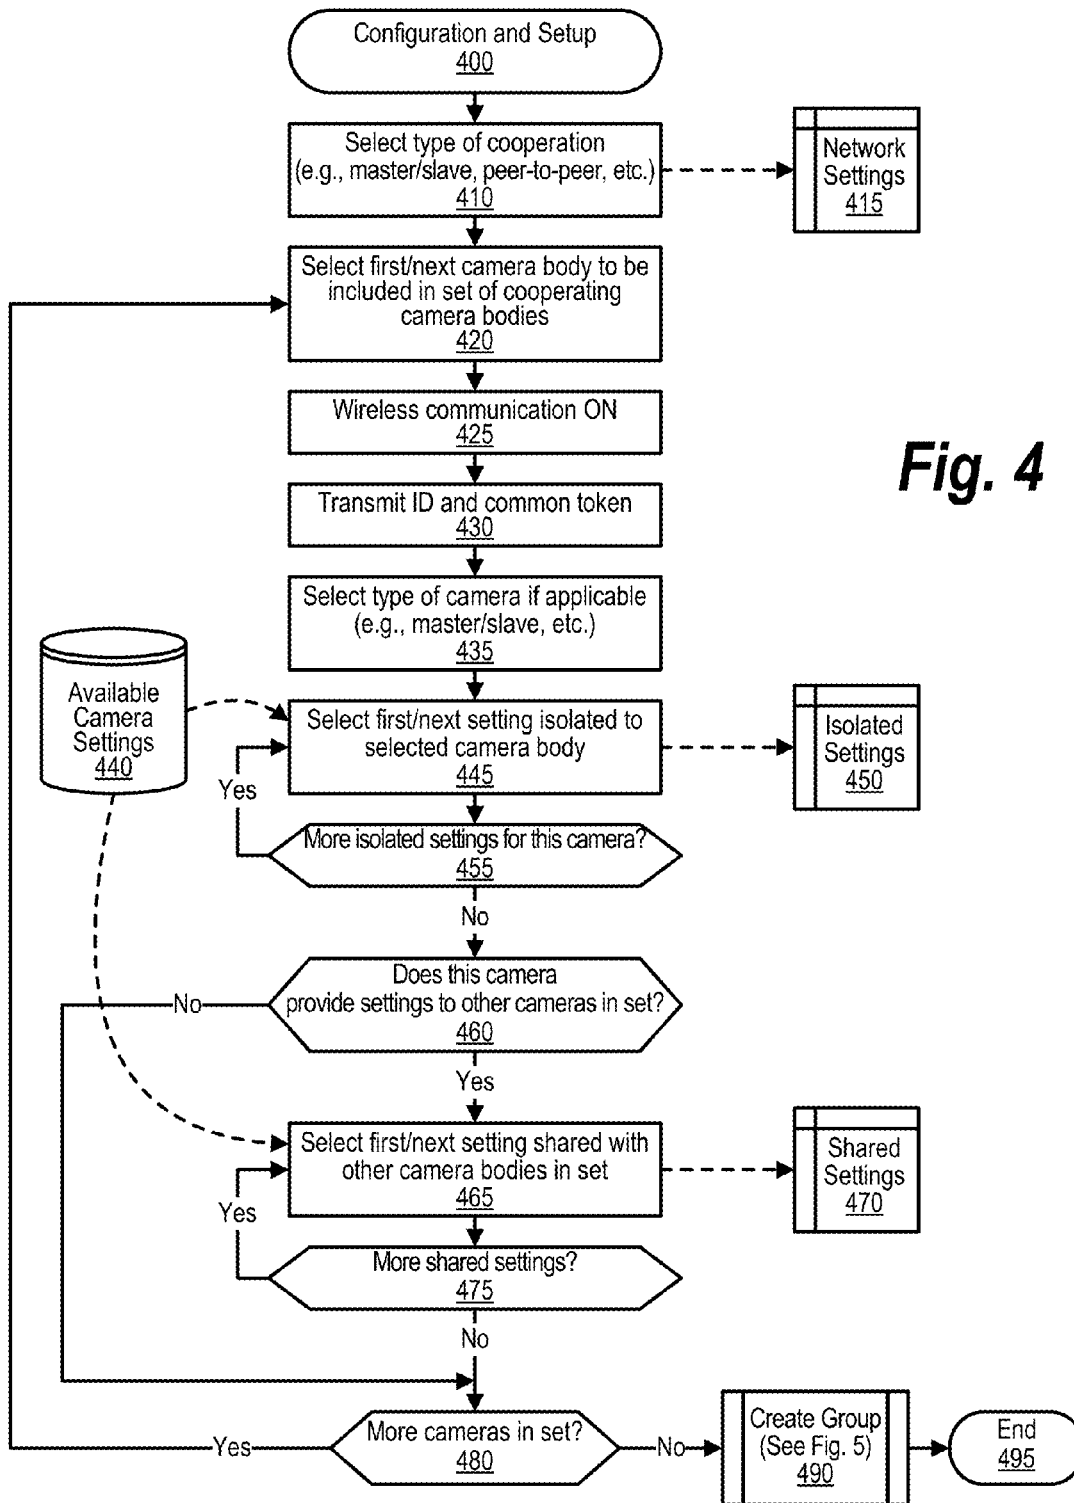 Configuration and Setup
400
Select type of cooperation
(e.g., master/slave, peer-to-peer, etc.)
410
Network
Settings
415
Select first/next camera body to be
included in set of cooperating
camera bodies
420
Wireless communication ON
425
Fig. 4
Transmit ID and common token
430
Select type of camera if applicable
(e.g., master/slave, etc.)
435
Available
Camera
Settings
440
Select first/next setting isolated to
selected camera body
445
Isolated
Settings
450
Yes
More isolated settings for this camera?
455
No
Does this camera
provide settings to other cameras in set?
460
No
Yes
Select first/next setting shared with
other camera bodies in set
465
Shared
Settings
470
Yes
More shared settings?
475
No
More cameras in set?
480
Yes
No
Create Group
(See Fig. 5)
490
End
495